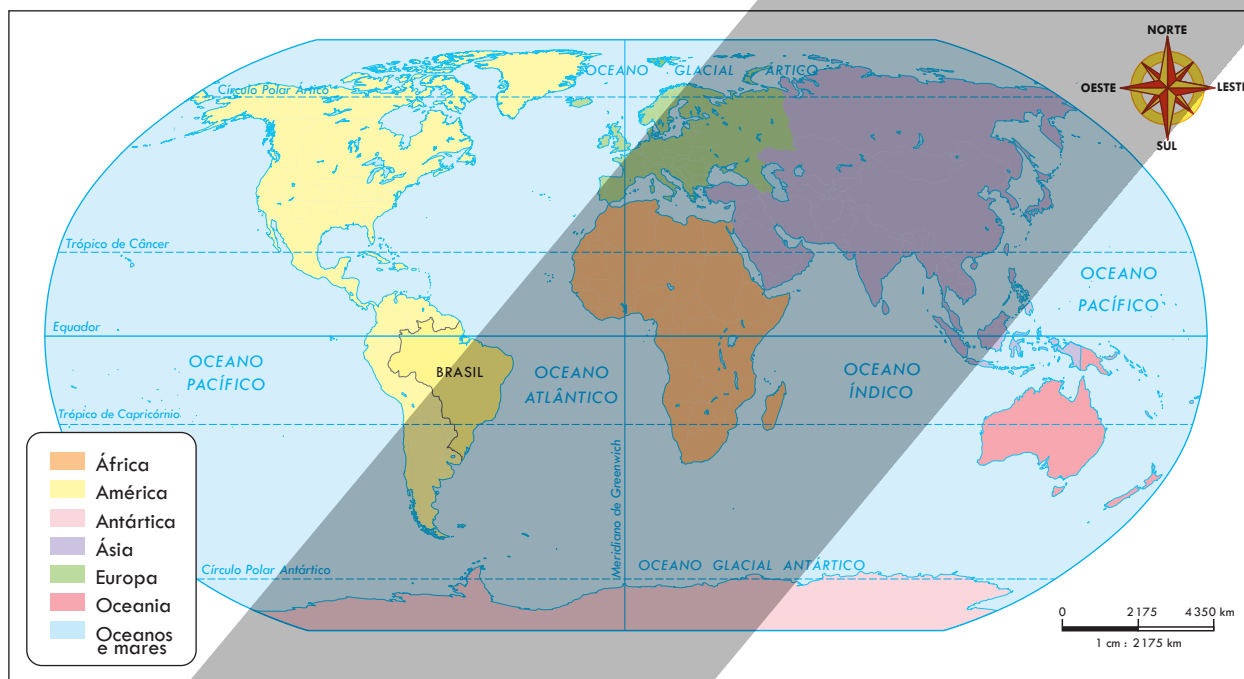 NORTE
OESTE
LESTE
SUL
OCEANO GLACIAL ÁRTICO
Círculo Polar Ártico
Trópico de Câncer
OCEANO
PACÍFICO
Equador
OCEANO
PACÍFICO
BRASIL
OCEANO
ATLÂNTICO
OCEANO
ÍNDICO
Trópico de Capricórnio
Meridiano de Greenwich
Círculo Polar Antártico
OCEANO GLACIAL ANTÁRTICO
África
América
Antártica
Ásia
Europa
Oceania
Oceanos
e mares
0 2175 4350 km
1 cm : 2175 km